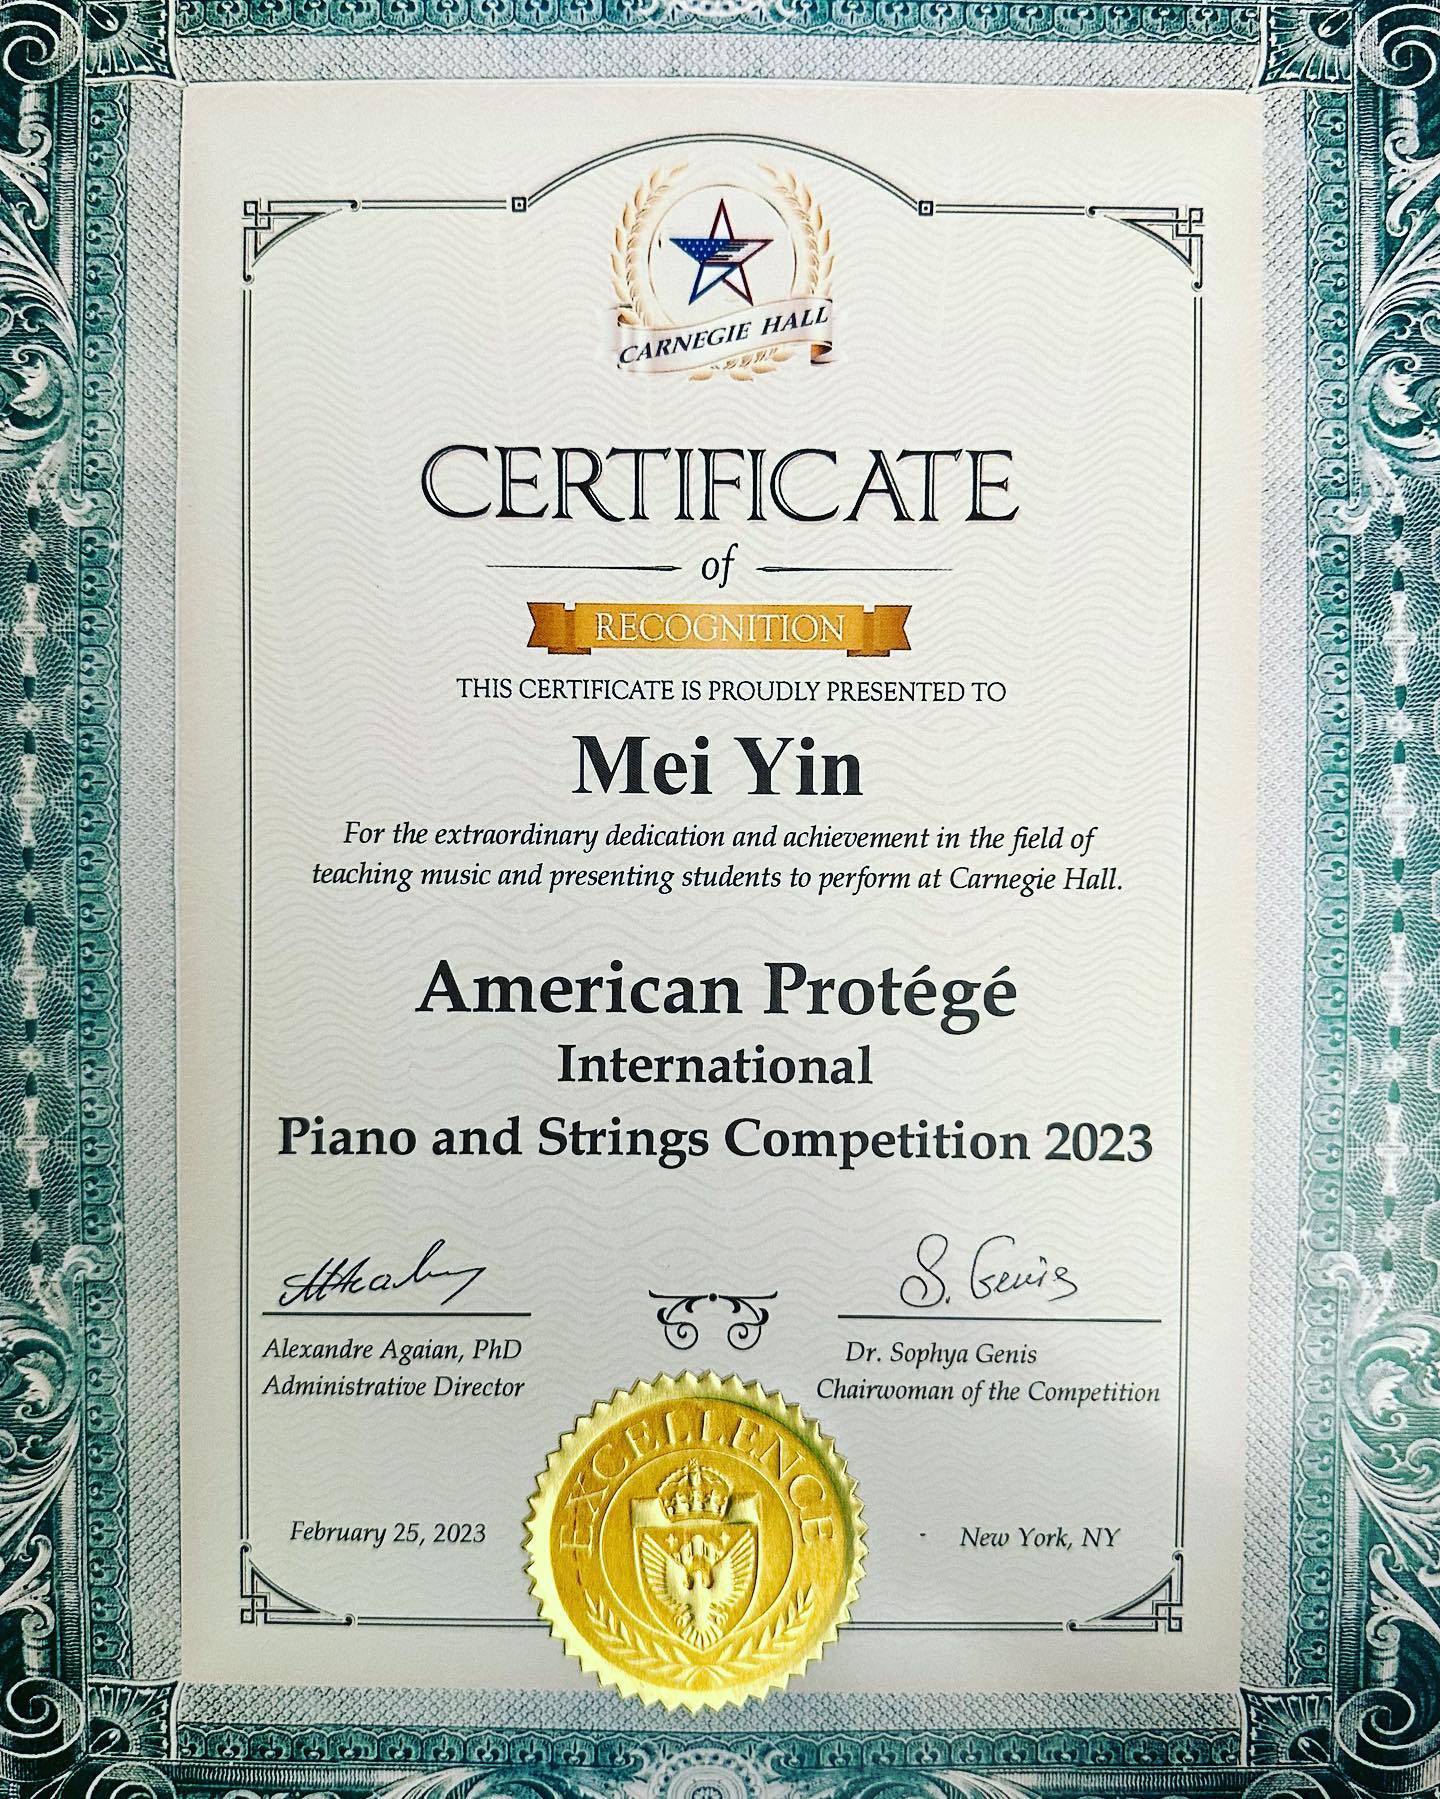 CARNEGIE HALL
CERTIFICATE
of
RECOGNITION
THIS CERTIFICATE IS PROUDLY PRESENTED TO
Mei Yin
For the extraordinary dedication and achievement in the field of
teaching music and presenting students to perform at Carnegie Hall.
American Protégé
International
Piano and Strings Competition 2023
S. Genis
Alexandre Agaian, PhD
Administrative Director
Dr. Sophya Genis
Chairwoman of the Competition
EXCELLENCE
February 25, 2023
New York, NY